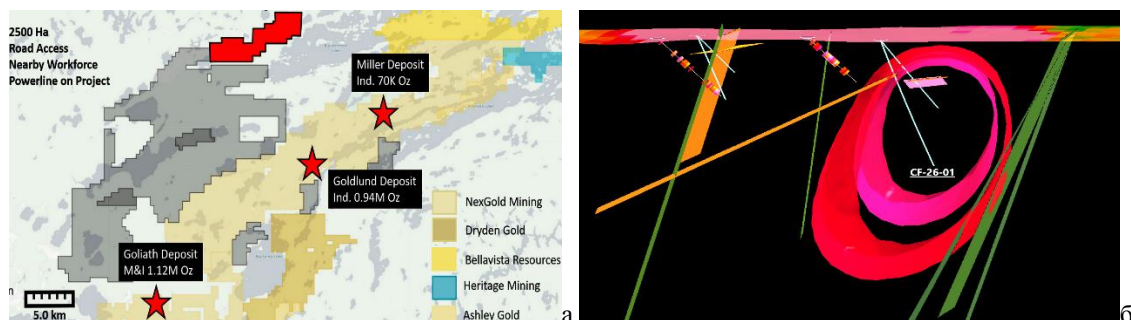 2500 Ha
Road Access
Nearby Workforce
Powerline on Project
Miller Deposit
Ind. 70K Oz
Goldlund Deposit
Ind. 0.94M Oz
Goliath Deposit
M&I 1.12M Oz
NexGold Mining
Dryden Gold
Bellavista Resources
Heritage Mining
Ashley Gold
n
5.0 km
а
CF-26-01
б